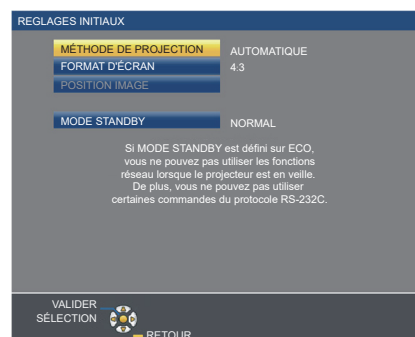 REGLAGES INITIAUX
MÉTHODE DE PROJECTION AUTOMATIQUE
FORMAT D'ÉCRAN 4:3
POSITION IMAGE
MODE STANDBY NORMAL
Si MODE STANDBY est défini sur ECO,
vous ne pouvez pas utiliser les fonctions
réseau lorsque le projecteur est en veille.
De plus, vous ne pouvez pas utiliser
certaines commandes du protocole RS-232C.
VALIDER
SÉLECTION
RETOUR